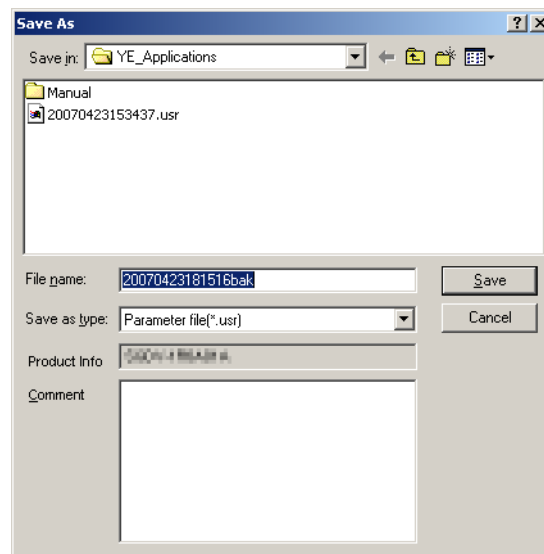 Save As
Save in: YE_Applications
Manual
20070423153437.usr
File name: 20070423181516bak Save
Save as type: Parameter file(*.usr) Cancel
Product Info
Comment